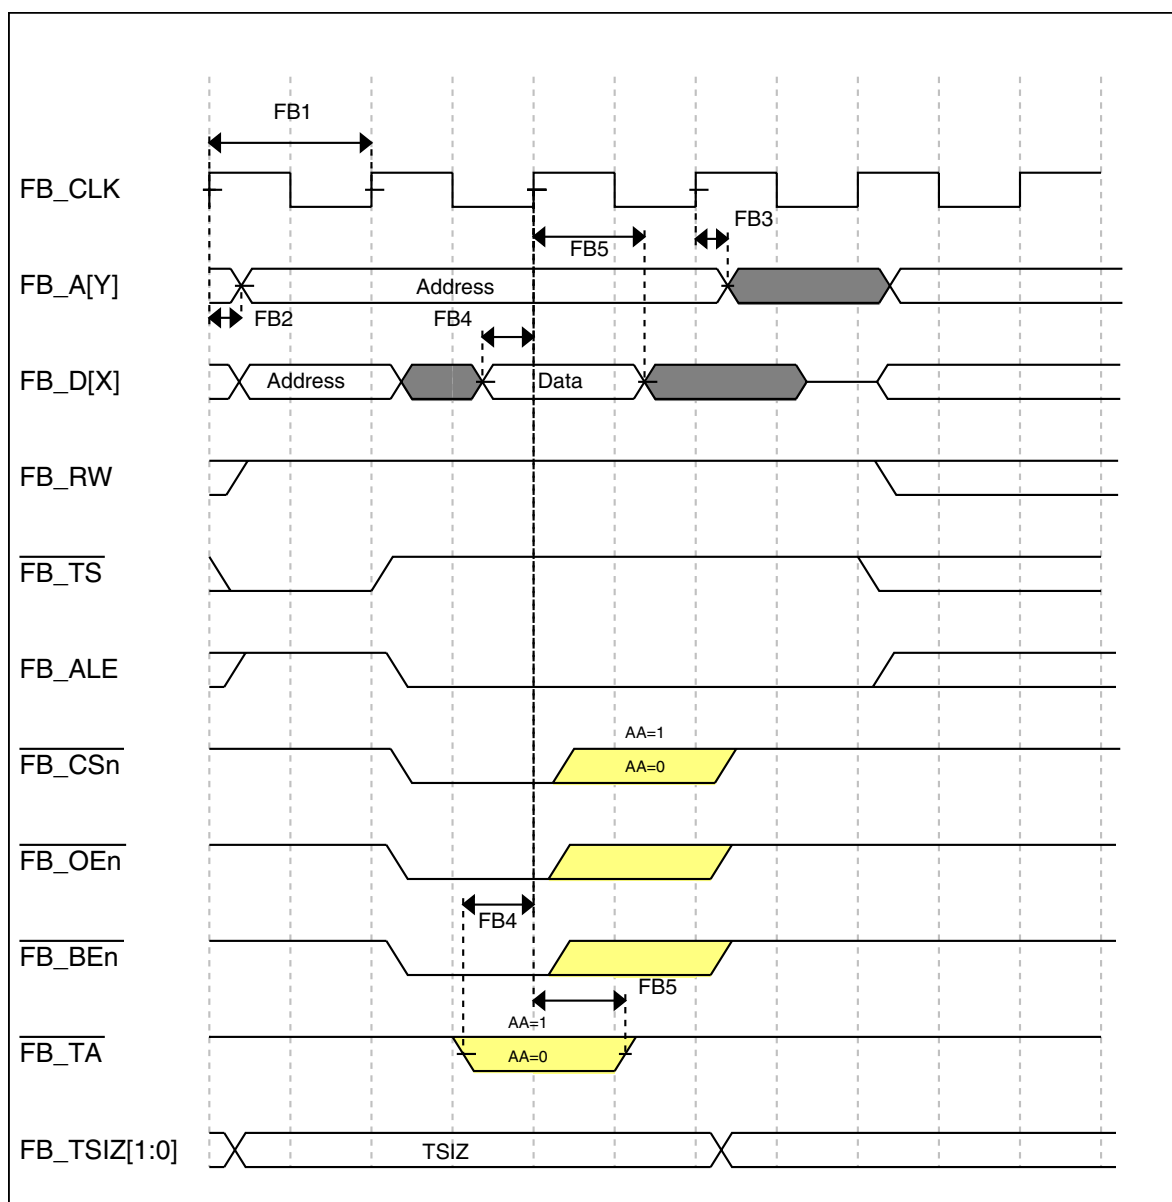 FB1
FB_CLK
FB3
FB5
FB_A[Y]
Address
FB2
FB4
FB_D[X]
Address
Data
FB_RW
FB_TS
FB_ALE
AA=1
FB_CSn
AA=0
FB_OEn
FB4
FB_BEn
FB5
AA=1
FB_TA
AA=0
FB_TSIZ[1:0]
TSIZ